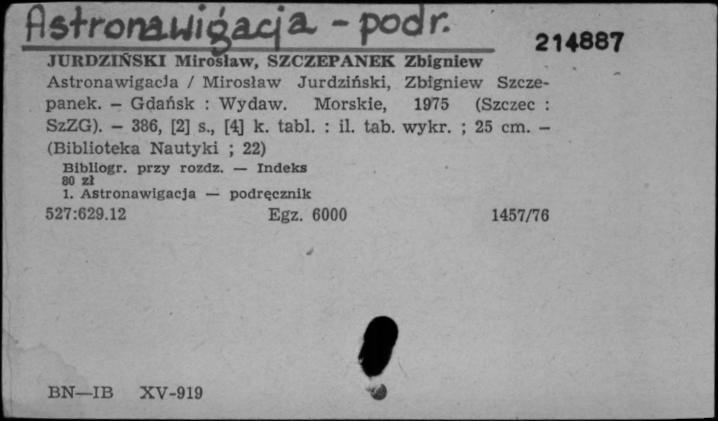 Astronawigacja - podr.
214887
JURDZIŃSKI Mirosław, SZCZEPANEK Zbigniew
Astronawigacja / Mirosław Jurdziński, Zbigniew Szcze-
panek. — Gdańsk : Wydaw. Morskie, 1975 (Szczec :
SzZG). — 386, [2] s., [4] k. tabl. : il. tab. wykr. ; 25 cm. —
(Biblioteka Nautyki ; 22)
Bibliogr. przy rozdz. — Indeks
80 zł
1. Astronawigacja — podręcznik
527:629.12 Egz. 6000 1457/76
BN—IB XV-919